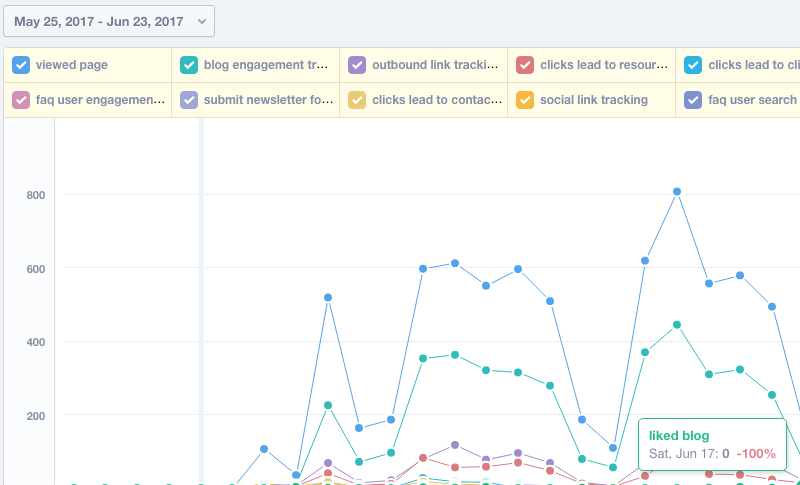 May 25, 2017 - Jun 23, 2017
viewed page
blog engagement tr...
outbound link tracki...
clicks lead to resour...
clicks lead to cli
faq user engagemen...
submit newsletter fo...
clicks lead to contac...
social link tracking
faq user search
800
600
400
200
liked blog
Sat, Jun 17: 0 -100%